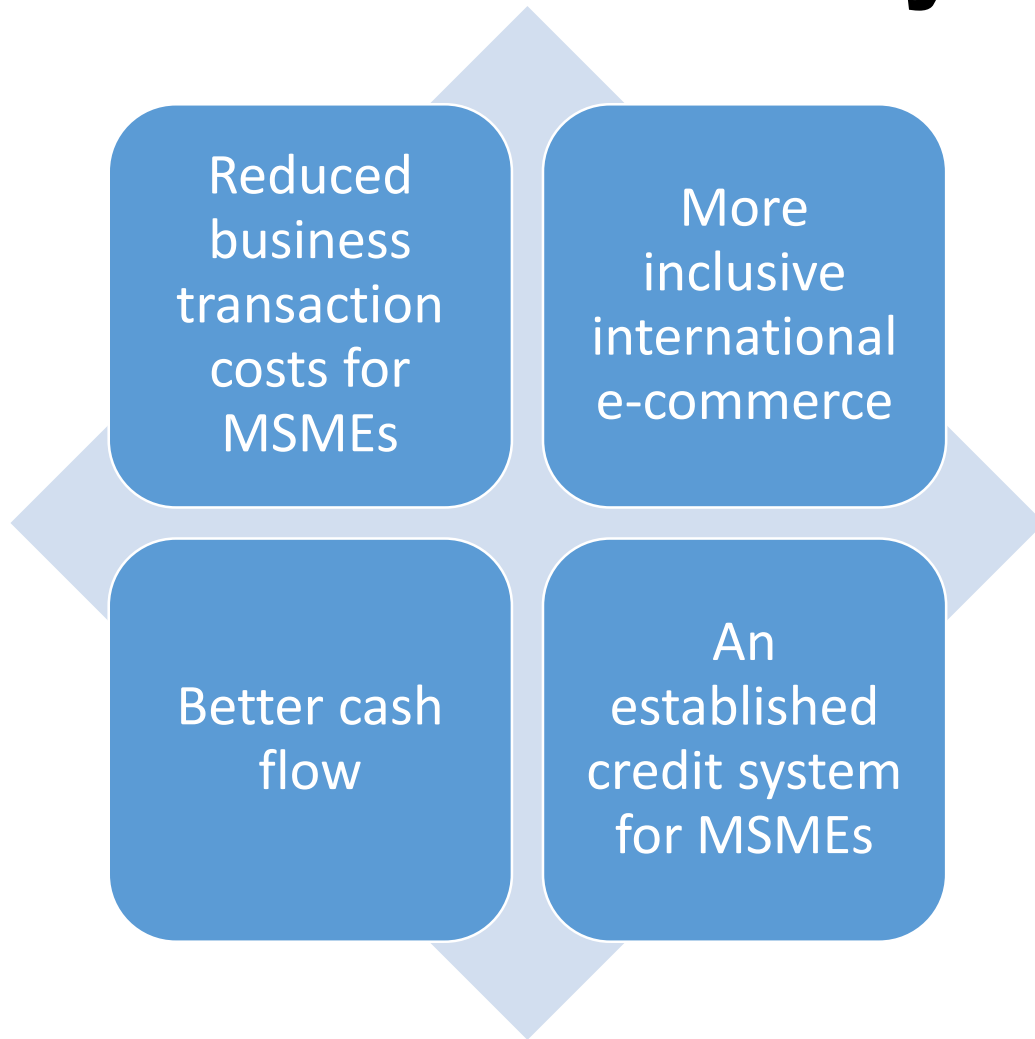 Reduced
business
transaction
costs for
MSMEs
More
inclusive
international
e-commerce
Better cash
flow
An
established
credit system
for MSMEs